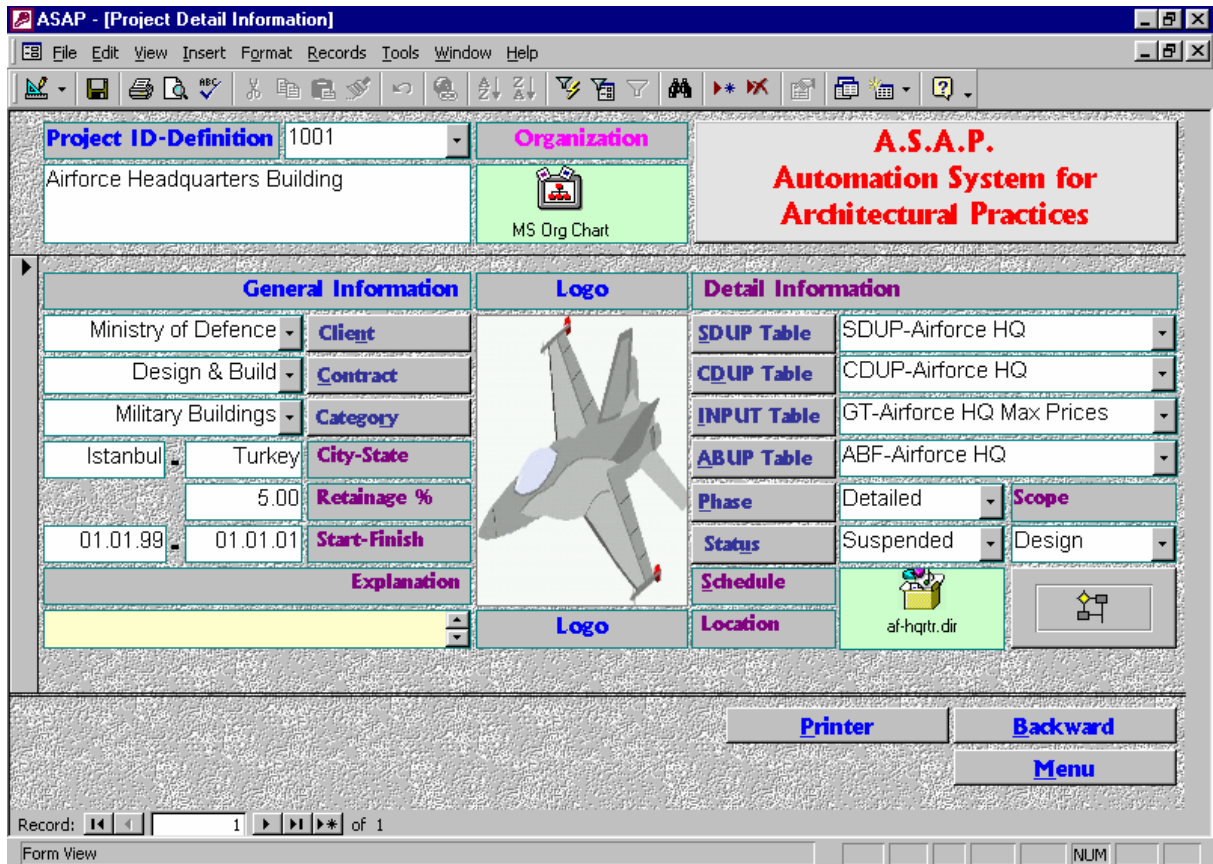 ASAP - [Project Detail Information]
File Edit View Insert Format Records Tools Window Help
ABC
Project ID-Definition 1001 Organization
A.S.A.P.
Automation System for
Architectural Practices
Airforce Headquarters Building
MS Org Chart
General Information Logo Detail Information
Ministry of Defence Client SDUP Table SDUP-Airforce HQ
Design & Build Contract CDUP Table CDUP-Airforce HQ
Military Buildings Category INPUT Table GT-Airforce HQ Max Prices
Istanbul - Turkey City-State ABUP Table ABF-Airforce HQ
5.00 Retainage % Phase Detailed Scope
01.01.99 - 01.01.01 Start-Finish Status Suspended Design
Explanation Schedule
Logo Location af-hqrtr.dir
Printer Backward
Menu
Record: 1 of 1
Form View NUM